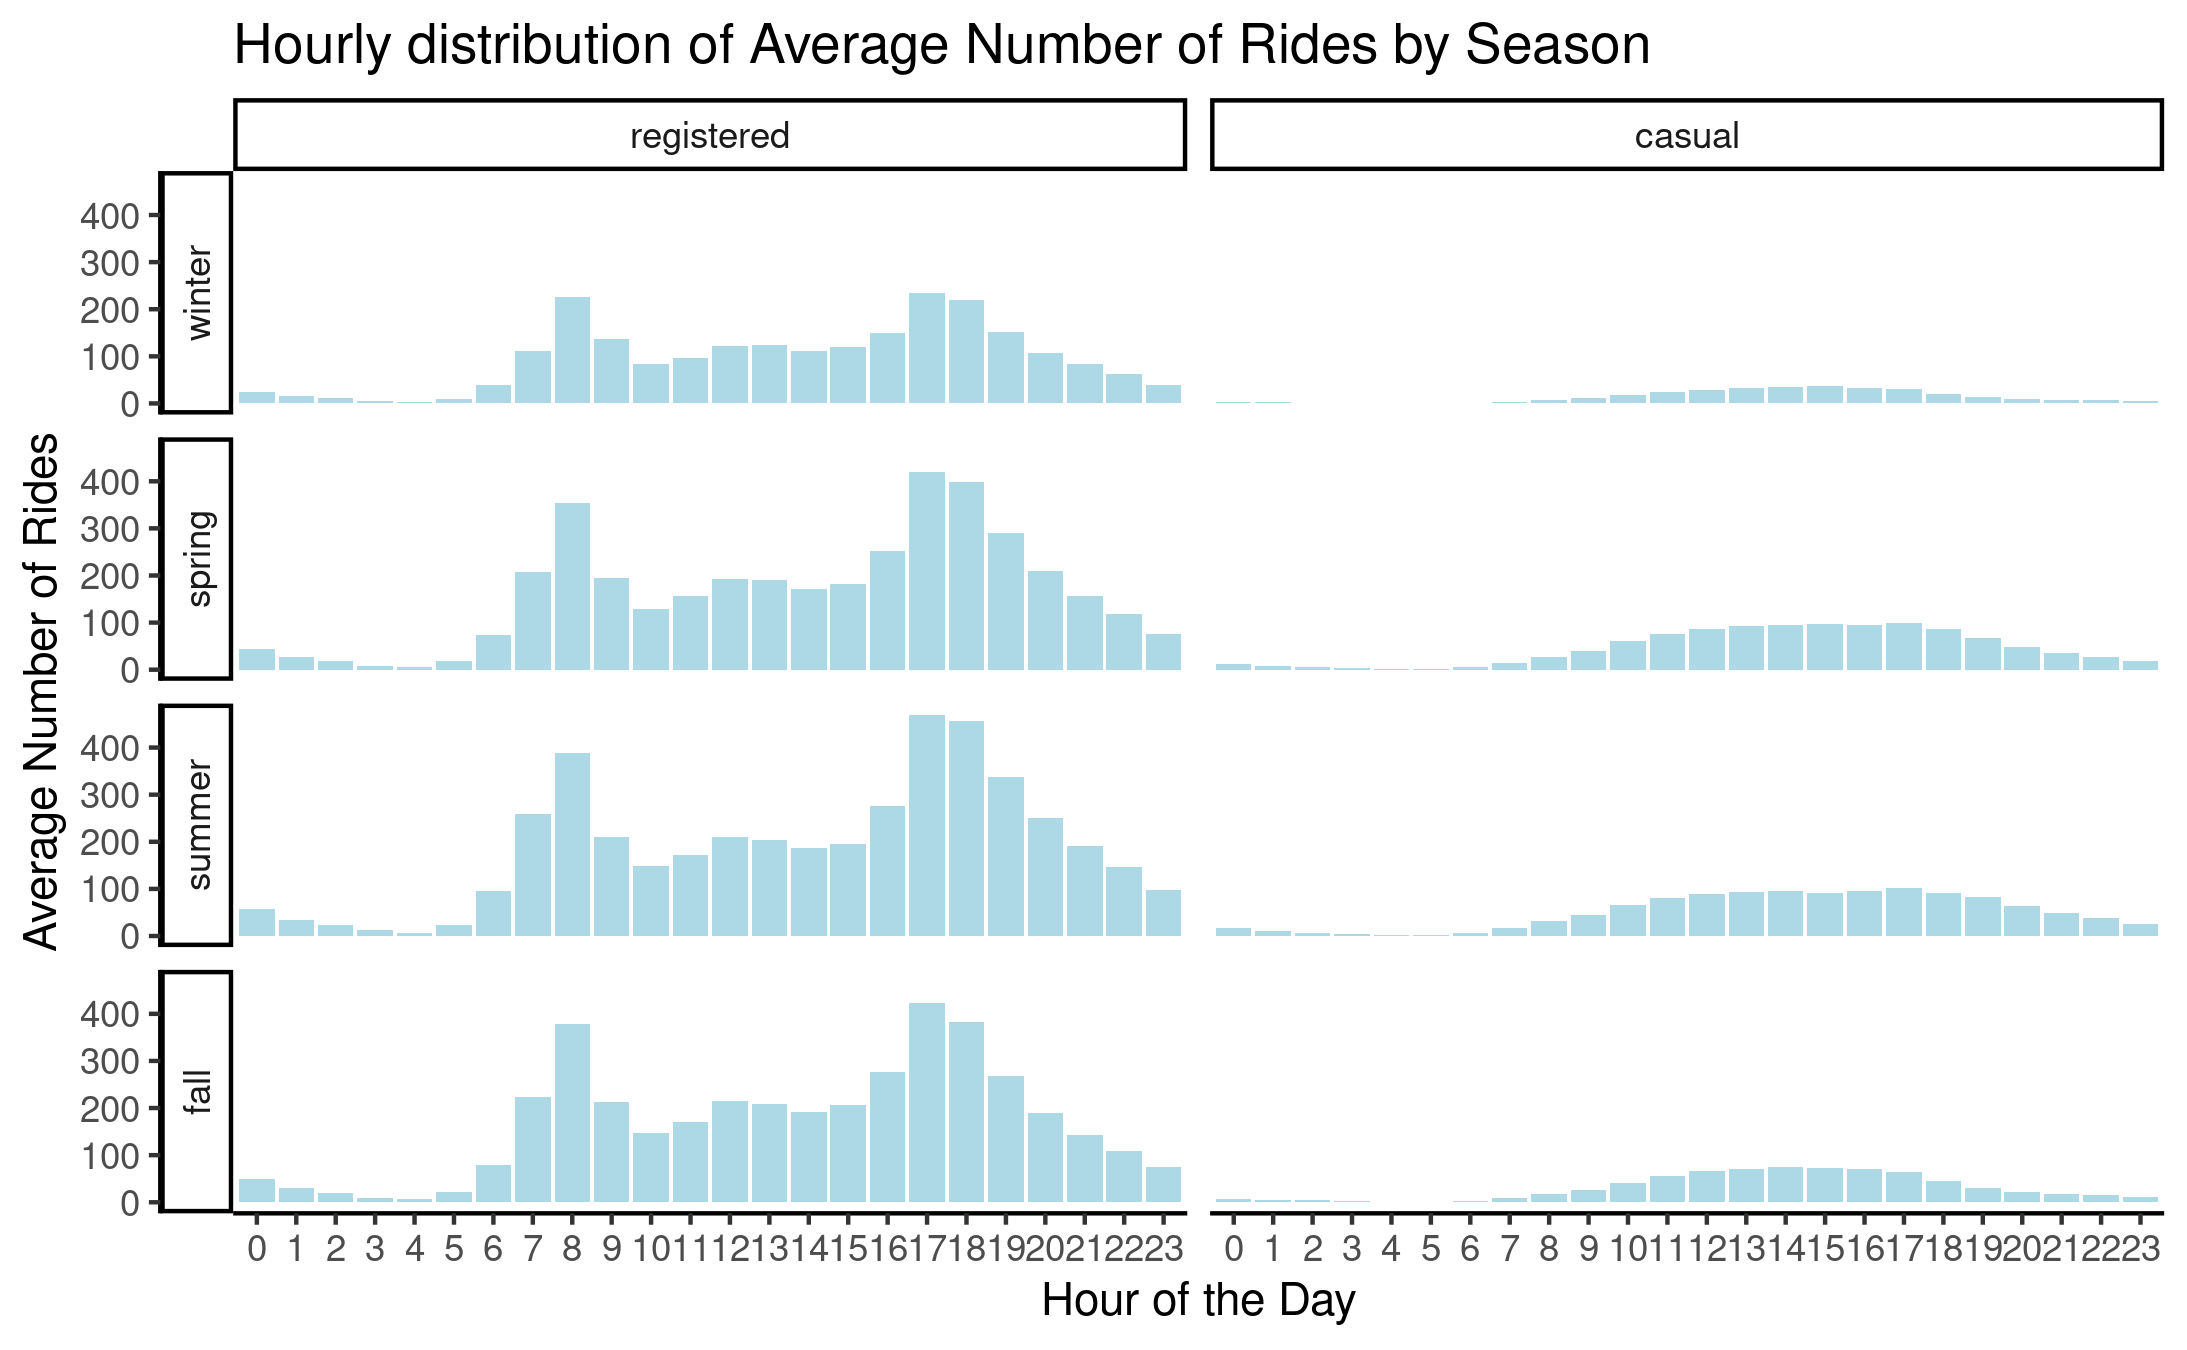 Hourly distribution of Average Number of Rides by Season
registered
casual
Average Number of Rides
winter
400
300
200
100
0
spring
400
300
200
100
0
summer
400
300
200
100
0
fall
400
300
200
100
0
0 1 2 3 4 5 6 7 8 9 10 11 12 13 14 15 16 17 18 19 20 21 22 23
0 1 2 3 4 5 6 7 8 9 10 11 12 13 14 15 16 17 18 19 20 21 22 23
Hour of the Day